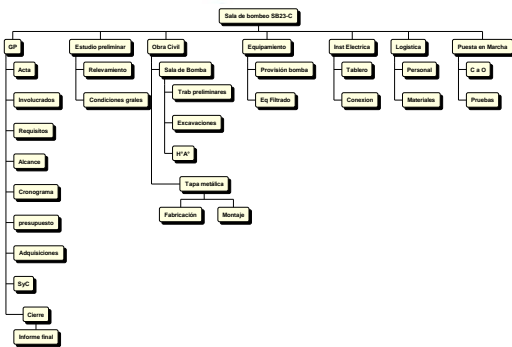 Sala de bombeo SB23-C
GP
Estudio preliminar
Obra Civil
Equipamiento
Inst Electrica
Logística
Puesta en Marcha
Acta
Relevamiento
Sala de Bomba
Provisión bomba
Tablero
Personal
C a O
Trab preliminares
Involucrados
Condiciones grales
Eq Filtrado
Conexion
Materiales
Pruebas
Excavaciones
Requisitos
H°A°
Alcance
Tapa metálica
Cronograma
Fabricación
Montaje
presupuesto
Adquisiciones
SyC
Cierre
Informe final